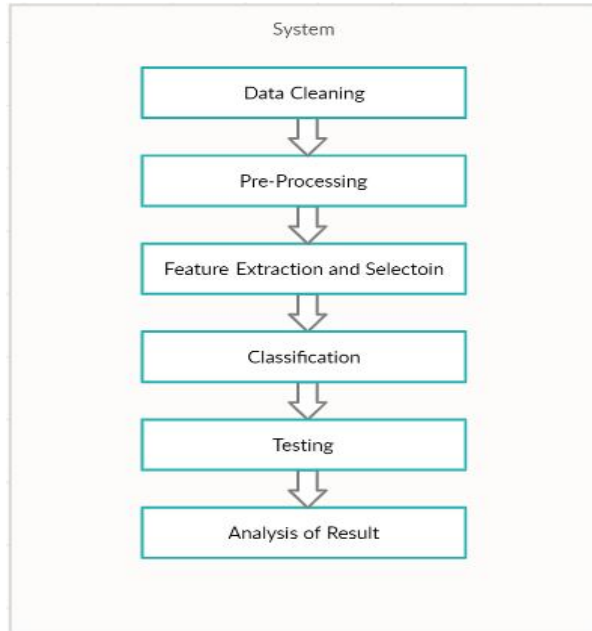 System
Data Cleaning
Pre-Processing
Feature Extraction and Selectoin
Classification
Testing
Analysis of Result